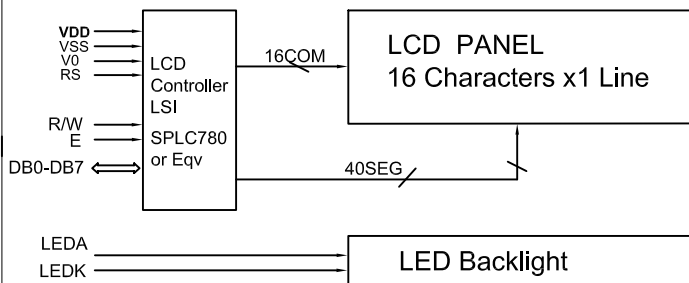 VDD
VSS
V0
RS
R/W
E
DB0-DB7
LCD
Controller
LSI
SPLC780
or Eqv
16COM
40SEG
LCD PANEL
16 Characters x1 Line
LEDA
LEDK
LED Backlight